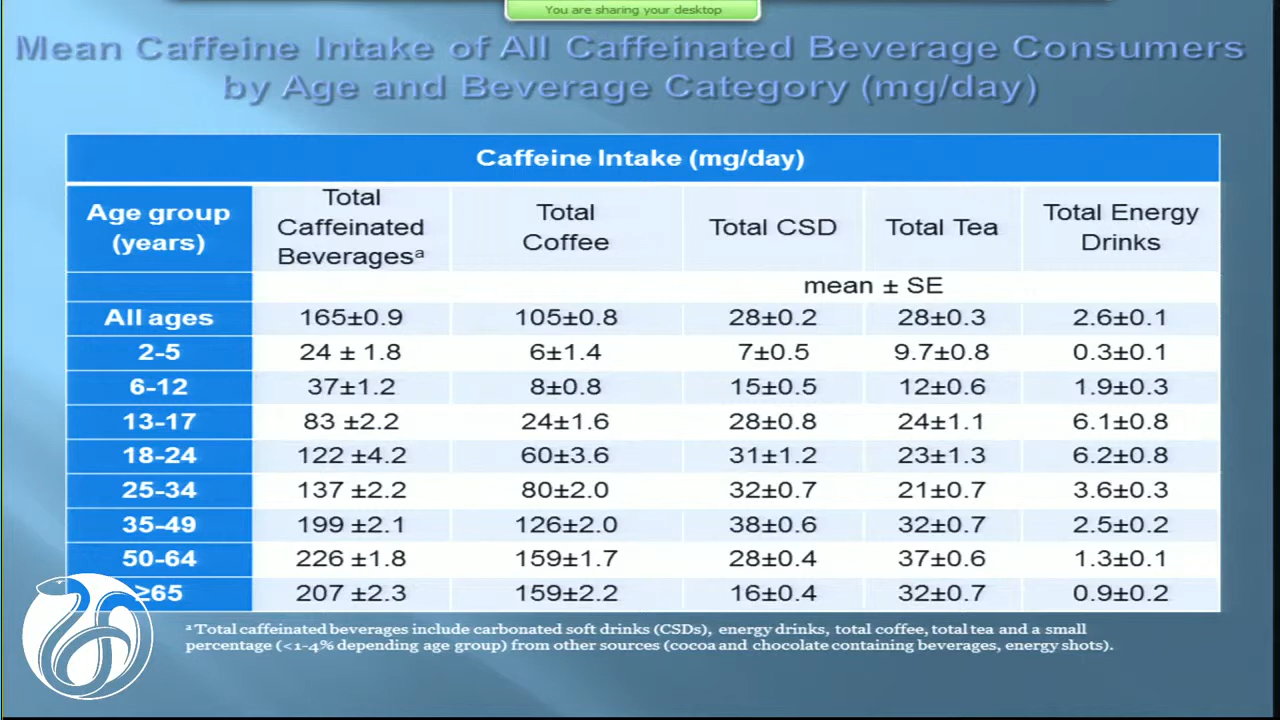 You are sharing your desktop
Mean Caffeine Intake of All Caffeinated Beverage Consumers
by Age and Beverage Category (mg/day)
Caffeine Intake (mg/day)
Age group (years) Total Caffeinated Beveragesᵃ Total Coffee Total CSD Total Tea Total Energy Drinks
mean ± SE
All ages 165±0.9 105±0.8 28±0.2 28±0.3 2.6±0.1
2-5 24 ± 1.8 6±1.4 7±0.5 9.7±0.8 0.3±0.1
6-12 37±1.2 8±0.8 15±0.5 12±0.6 1.9±0.3
13-17 83 ±2.2 24±1.6 28±0.8 24±1.1 6.1±0.8
18-24 122 ±4.2 60±3.6 31±1.2 23±1.3 6.2±0.8
25-34 137 ±2.2 80±2.0 32±0.7 21±0.7 3.6±0.3
35-49 199 ±2.1 126±2.0 38±0.6 32±0.7 2.5±0.2
50-64 226 ±1.8 159±1.7 28±0.4 37±0.6 1.3±0.1
≥65 207 ±2.3 159±2.2 16±0.4 32±0.7 0.9±0.2
ᵃ Total caffeinated beverages include carbonated soft drinks (CSDs), energy drinks, total coffee, total tea and a small
percentage (<1-4% depending age group) from other sources (cocoa and chocolate containing beverages, energy shots).